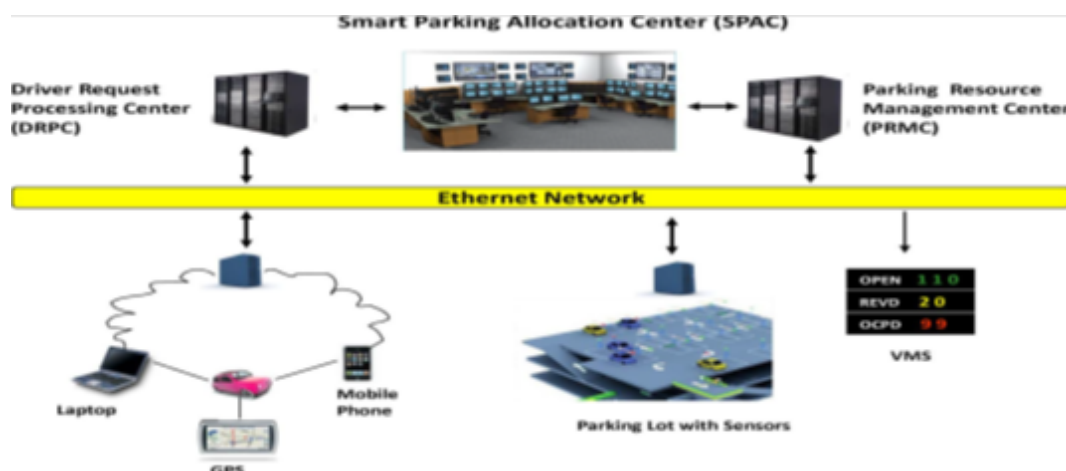 Smart Parking Allocation Center (SPAC)
Driver Request
Processing Center
(DRPC)
Parking Resource
Management Center
(PRMC)
Ethernet Network
OPEN 110
REVD 20
OCPD 99
VMS
Laptop
Mobile
Phone
Parking Lot with Sensors
GPS